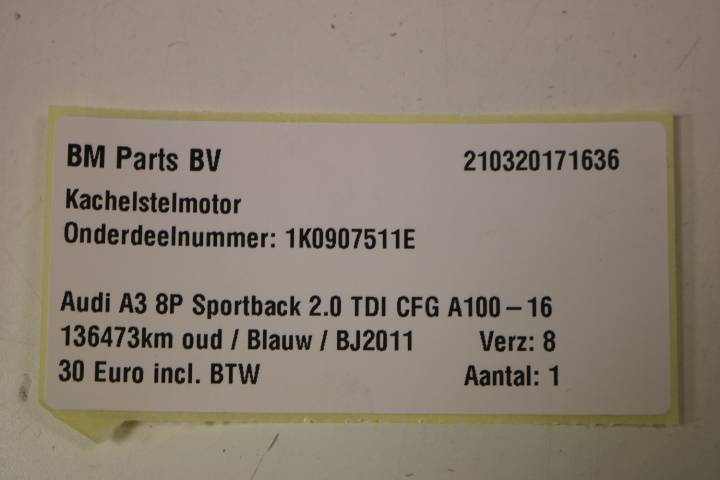 BM Parts BV 210320171636
Kachelstelmotor
Onderdeelnummer: 1K0907511E
Audi A3 8P Sportback 2.0 TDI CFG A100 – 16
136473km oud / Blauw / BJ2011 Verz: 8
30 Euro incl. BTW Aantal: 1